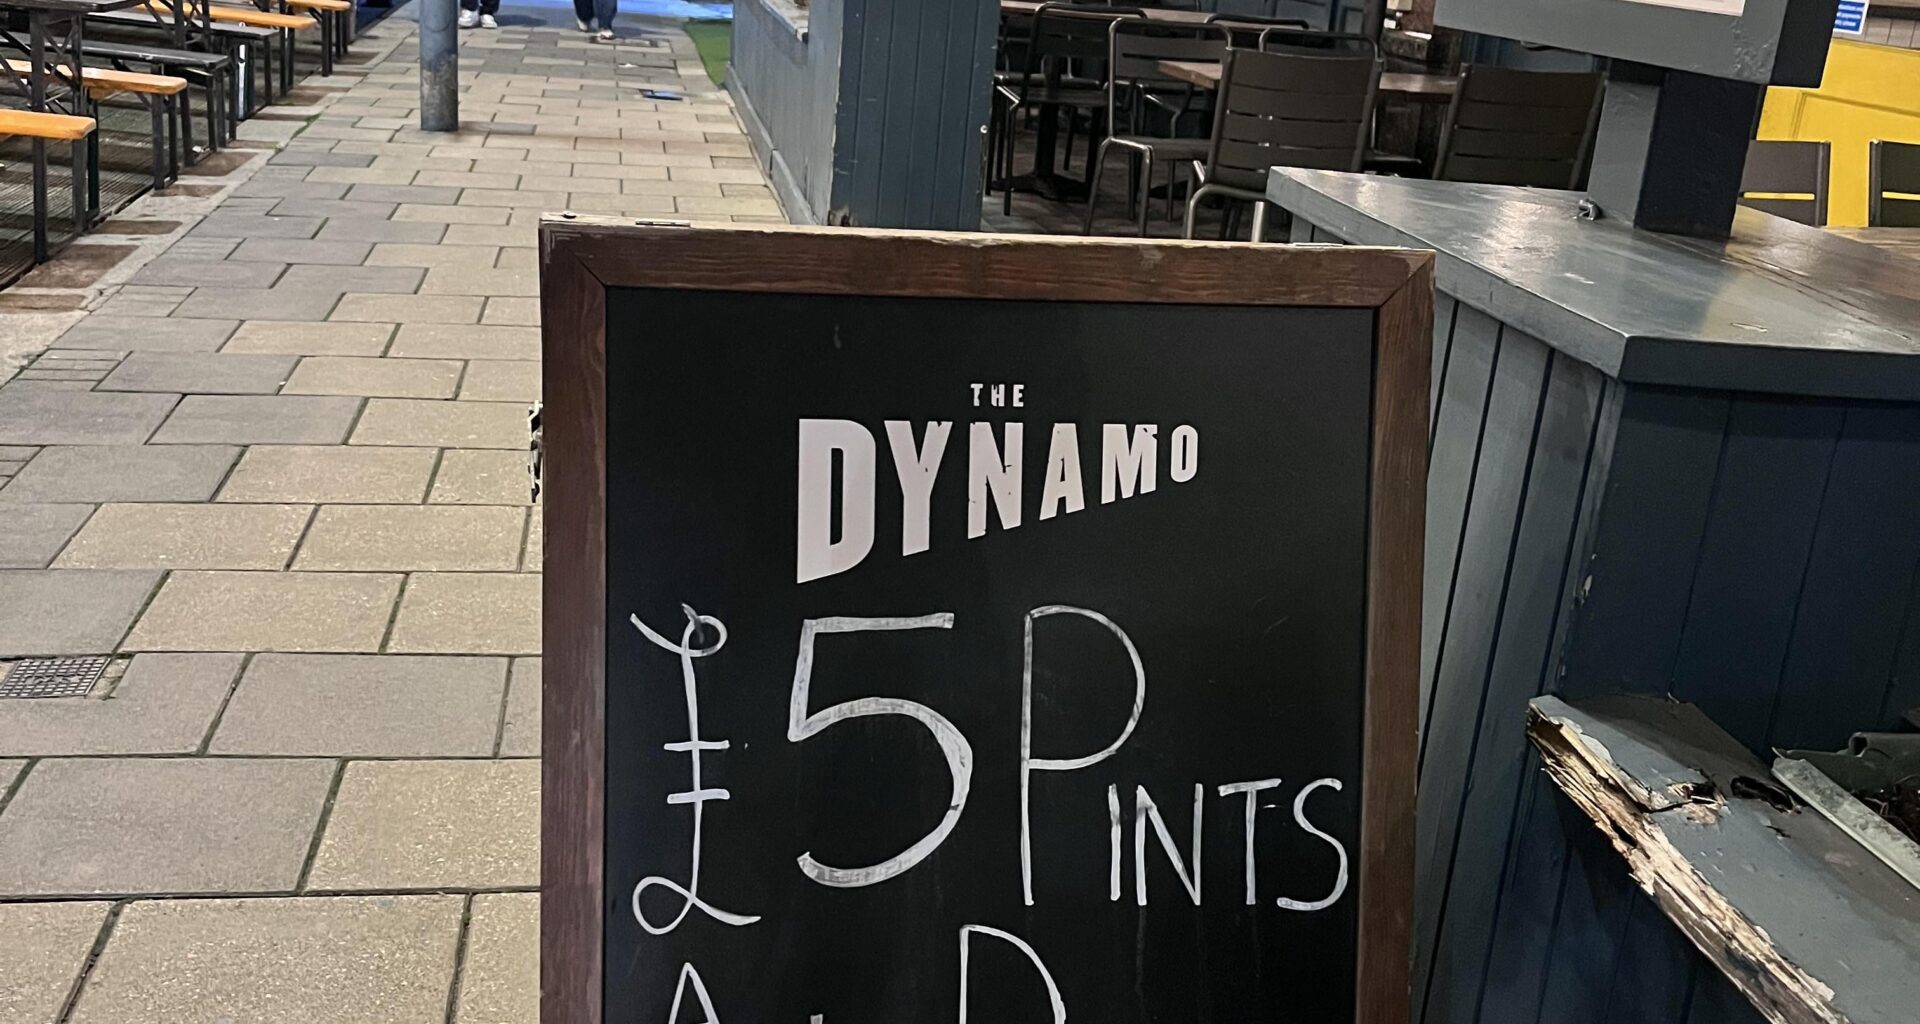 THE
DYNAMO
£5 PINTS